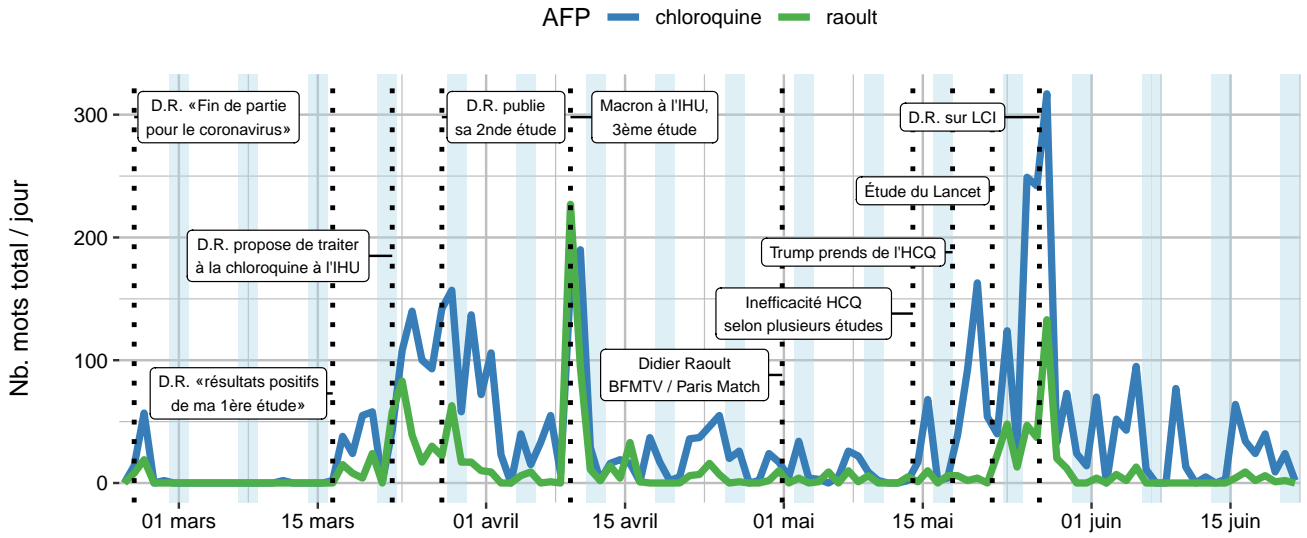 AFP chloroquine raoult
Nb. mots total / jour
300
200
100
0
D.R. «Fin de partie
pour le coronavirus»
D.R. publie
sa 2nde étude
Macron à l'IHU,
3ème étude
D.R. sur LCI
Étude du Lancet
D.R. propose de traiter
à la chloroquine à l'IHU
Trump prends de l'HCQ
Inefficacité HCQ
selon plusieurs études
Didier Raoult
BFMTV / Paris Match
D.R. «résultats positifs
de ma 1ère étude»
01 mars 15 mars 01 avril 15 avril 01 mai 15 mai 01 juin 15 juin